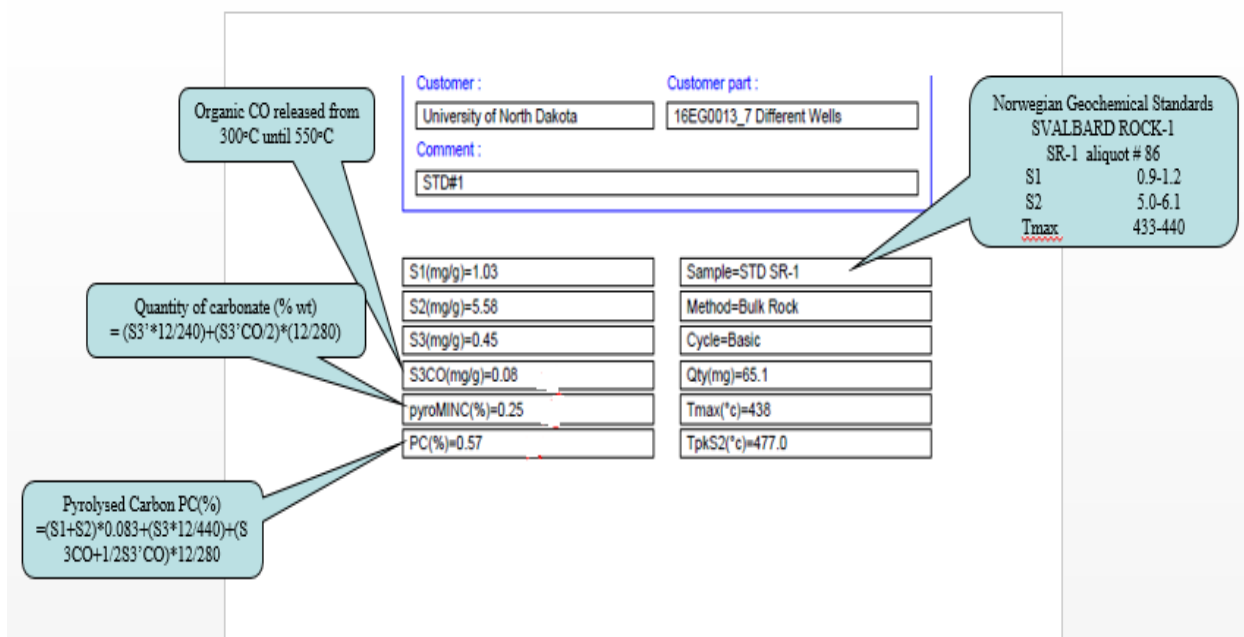 Customer :
Customer part :
University of North Dakota
16EG0013_7 Different Wells
Comment :
STD#1
Organic CO released from
300°C until 550°C
Norwegian Geochemical Standards
SVALBARD ROCK-1
SR-1 aliquot # 86
S1 0.9-1.2
S2 5.0-6.1
Tmax 433-440
S1(mg/g)=1.03
Sample=STD SR-1
S2(mg/g)=5.58
Method=Bulk Rock
S3(mg/g)=0.45
Cycle=Basic
S3CO(mg/g)=0.08
Qty(mg)=65.1
pyroMINC(%)=0.25
Tmax(°c)=438
PC(%)=0.57
TpkS2(°c)=477.0
Quantity of carbonate (% wt)
= (S3’*12/240)+(S3’CO/2)*(12/280)
Pyrolysed Carbon PC(%)
=(S1+S2)*0.083+(S3*12/440)+(S
3CO+1/2S3’CO)*12/280